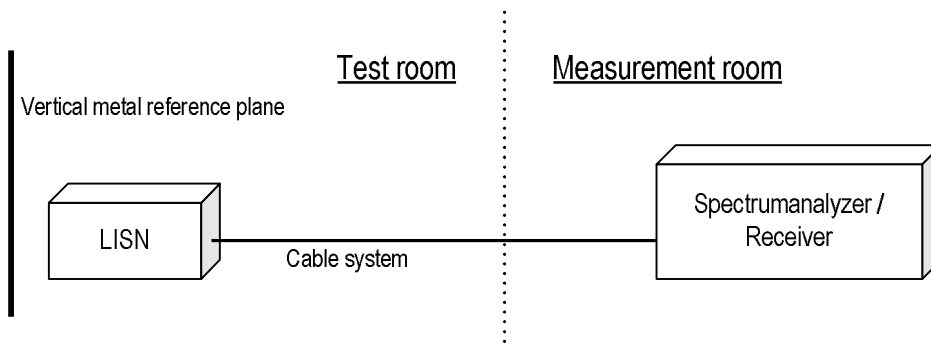 Test room
Measurement room
Vertical metal reference plane
LISN
Cable system
Spectrumanalyzer /
Receiver